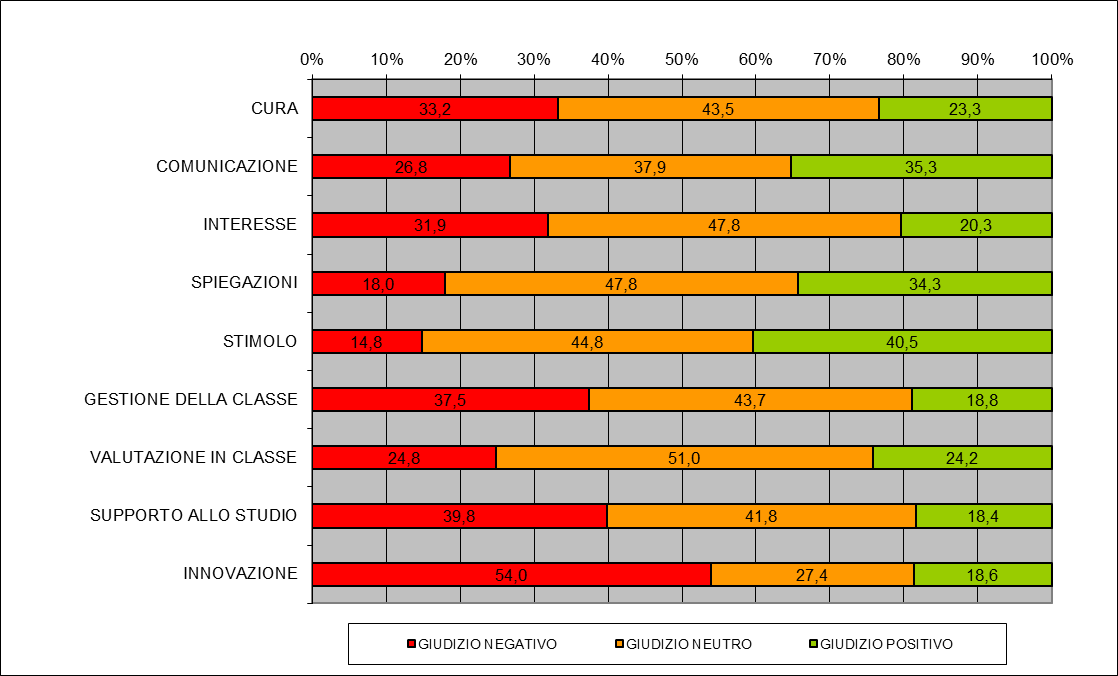 0% 10% 20% 30% 40% 50% 60% 70% 80% 90% 100%
CURA 33,2 43,5 23,3
COMUNICAZIONE 26,8 37,9 35,3
INTERESSE 31,9 47,8 20,3
SPIEGAZIONI 18,0 47,8 34,3
STIMOLO 14,8 44,8 40,5
GESTIONE DELLA CLASSE 37,5 43,7 18,8
VALUTAZIONE IN CLASSE 24,8 51,0 24,2
SUPPORTO ALLO STUDIO 39,8 41,8 18,4
INNOVAZIONE 54,0 27,4 18,6
GIUDIZIO NEGATIVO GIUDIZIO NEUTRO GIUDIZIO POSITIVO